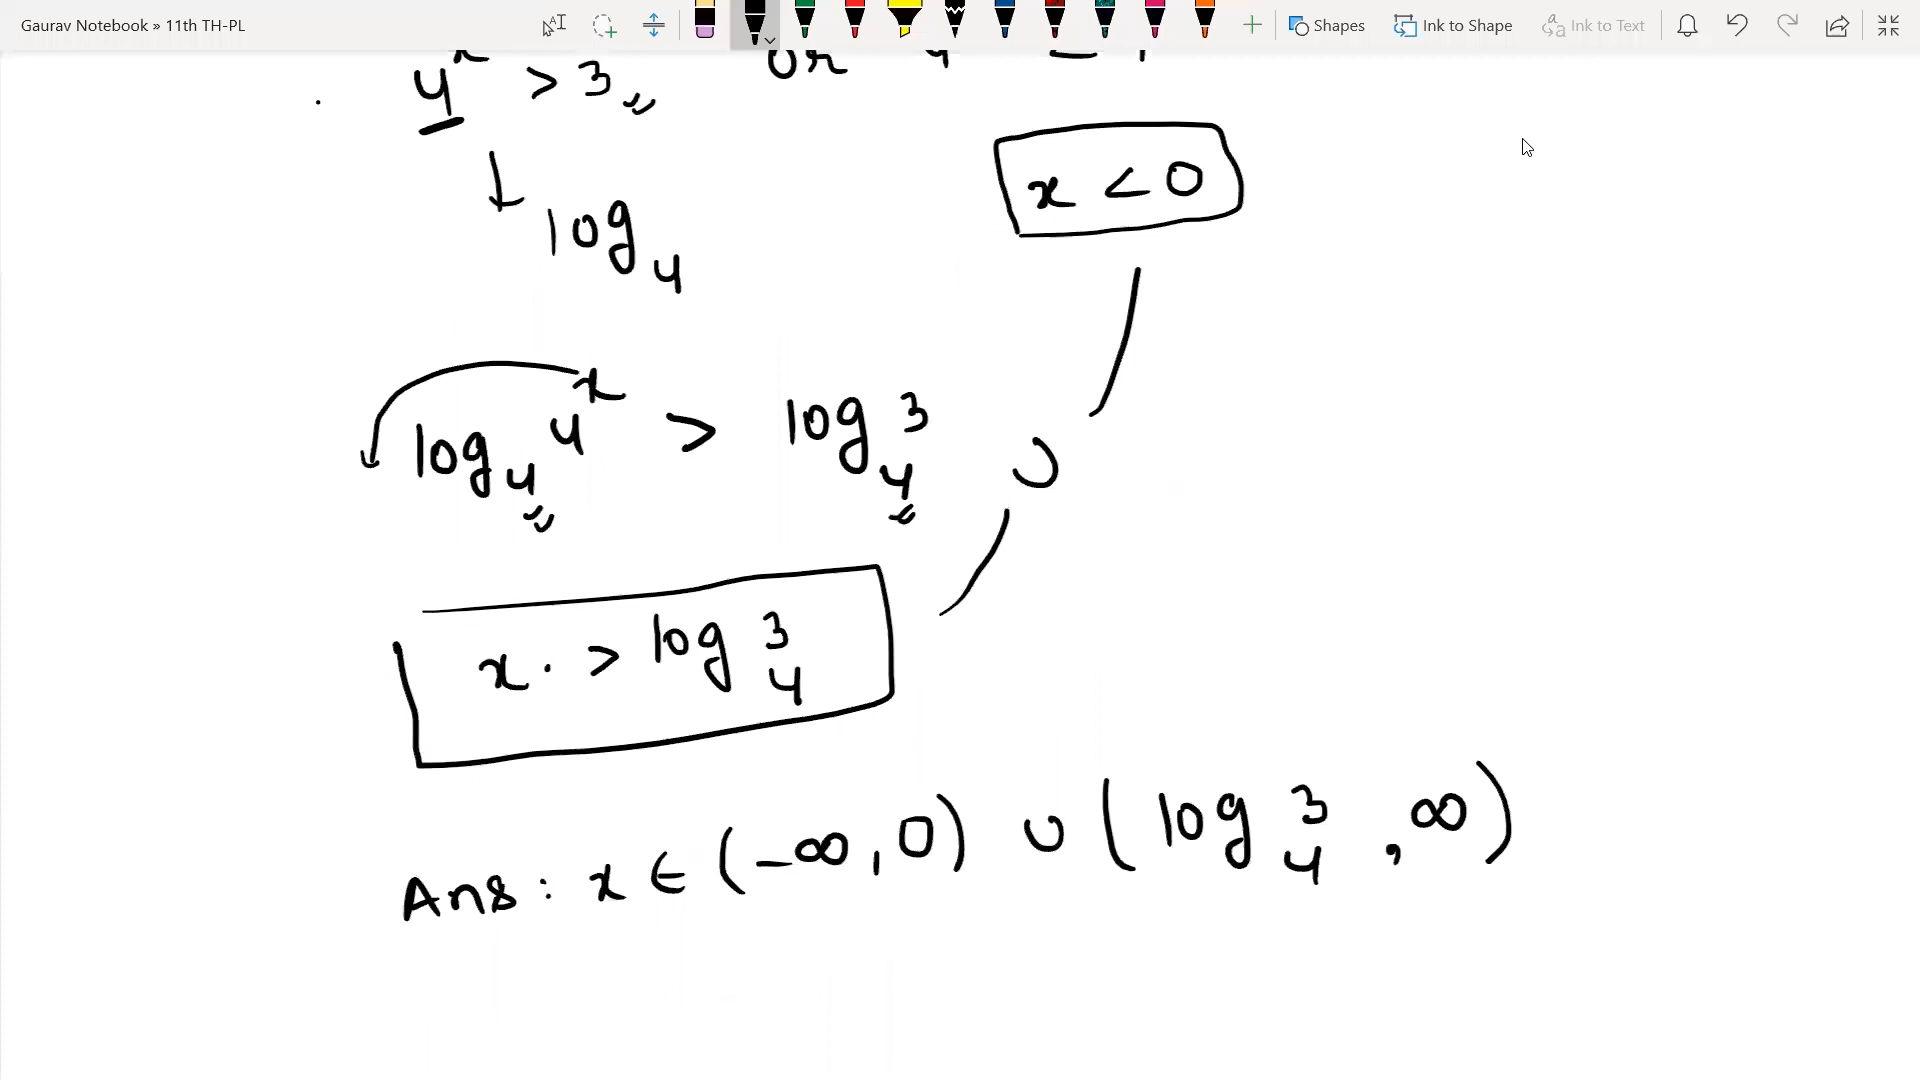 Gaurav Notebook » 11th TH-PL
Shapes
Ink to Shape
Ink to Text
4^x > 3 or
x < 0
log_4
log_4 4^x > log_4 3 ∪
x > log_4 3
Ans : x ∈ (-∞, 0) ∪ (log_4 3, ∞)